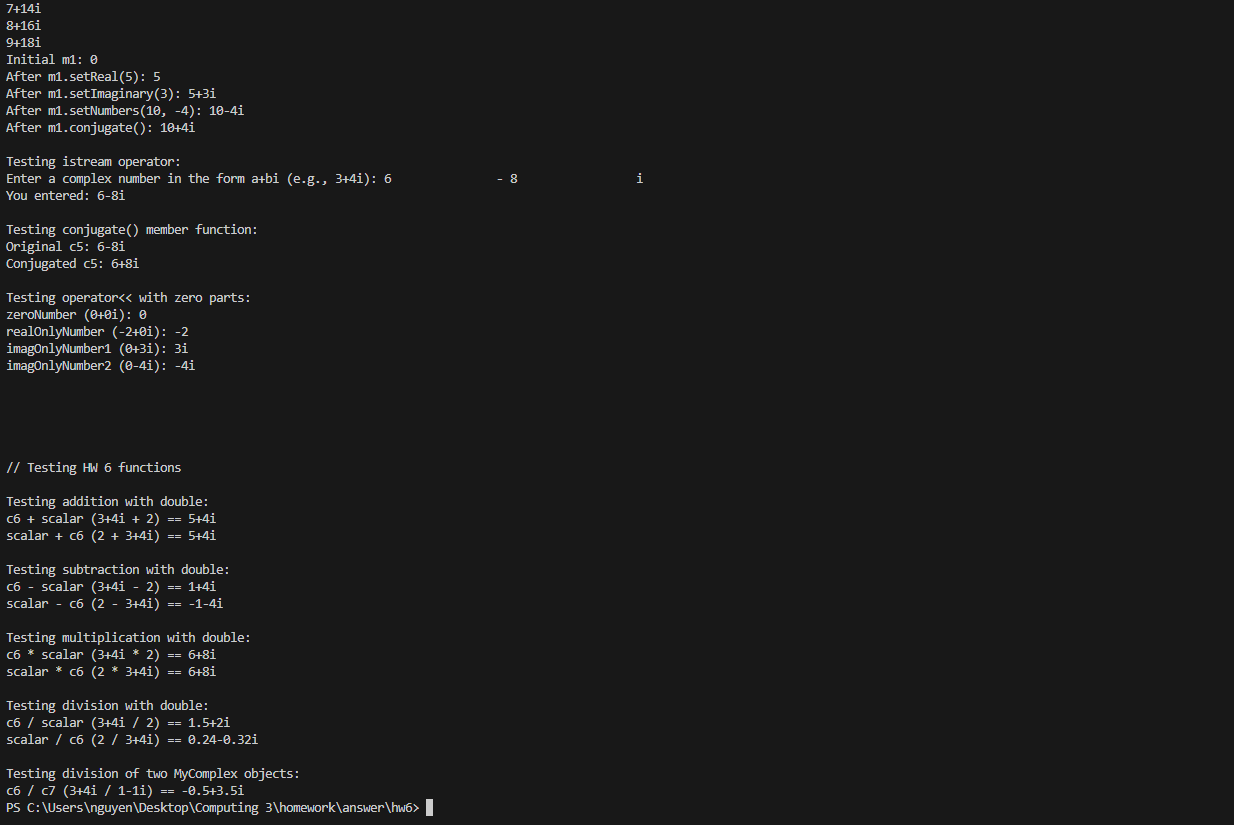 7+14i
8+16i
9+18i
Initial m1: 0
After m1.setReal(5): 5
After m1.setImaginary(3): 5+3i
After m1.setNumbers(10, -4): 10-4i
After m1.conjugate(): 10+4i
Testing istream operator:
Enter a complex number in the form a+bi (e.g., 3+4i): 6               - 8                 i
You entered: 6-8i
Testing conjugate() member function:
Original c5: 6-8i
Conjugated c5: 6+8i
Testing operator<< with zero parts:
zeroNumber (0+0i): 0
realOnlyNumber (-2+0i): -2
imagOnlyNumber1 (0+3i): 3i
imagOnlyNumber2 (0-4i): -4i
// Testing HW 6 functions
Testing addition with double:
c6 + scalar (3+4i + 2) == 5+4i
scalar + c6 (2 + 3+4i) == 5+4i
Testing subtraction with double:
c6 - scalar (3+4i - 2) == 1+4i
scalar - c6 (2 - 3+4i) == -1-4i
Testing multiplication with double:
c6 * scalar (3+4i * 2) == 6+8i
scalar * c6 (2 * 3+4i) == 6+8i
Testing division with double:
c6 / scalar (3+4i / 2) == 1.5+2i
scalar / c6 (2 / 3+4i) == 0.24-0.32i
Testing division of two MyComplex objects:
c6 / c7 (3+4i / 1-1i) == -0.5+3.5i
PS C:\Users\nguyen\Desktop\Computing 3\homework\answer\hw6>